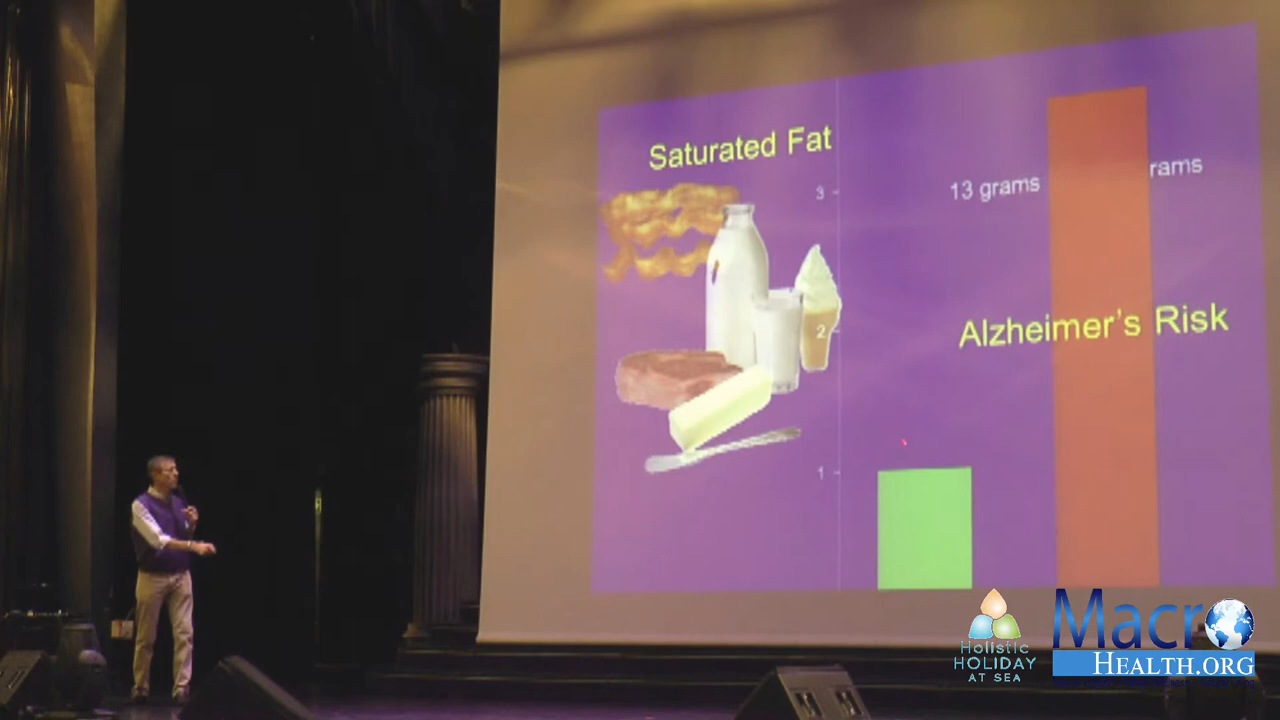 Saturated Fat
3
13 grams
rams
2
Alzheimer's Risk
1
Holistic
HOLIDAY
AT SEA
Macro
HEALTH.ORG